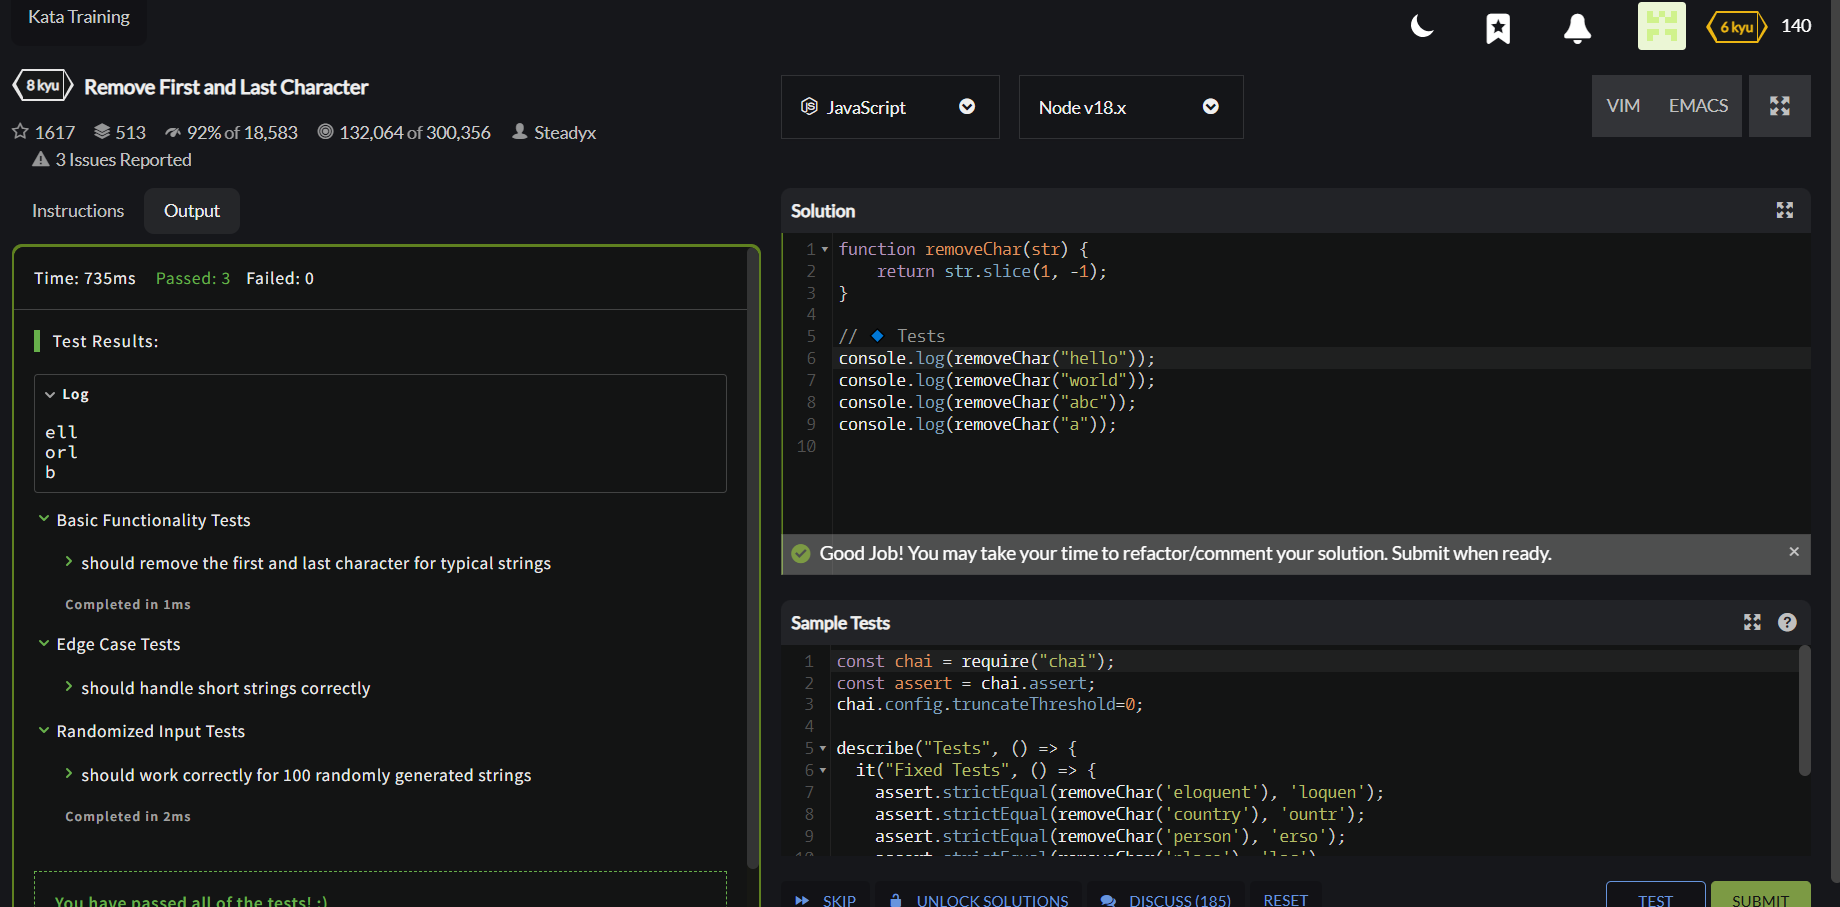 Kata Training
6 kyu 140
8 kyu Remove First and Last Character
1617 513 92% of 18,583 132,064 of 300,356 Steadyx
3 Issues Reported
Instructions Output
Time: 735ms Passed: 3 Failed: 0
Test Results:
Log
ell
orl
b
Basic Functionality Tests
should remove the first and last character for typical strings
Completed in 1ms
Edge Case Tests
should handle short strings correctly
Randomized Input Tests
should work correctly for 100 randomly generated strings
Completed in 2ms
You have passed all of the tests! :)
JavaScript Node v18.x VIM EMACS
Solution
1 function removeChar(str) {
2 return str.slice(1, -1);
3 }
4
5 // 🔹 Tests
6 console.log(removeChar("hello"));
7 console.log(removeChar("world"));
8 console.log(removeChar("abc"));
9 console.log(removeChar("a"));
10
Good Job! You may take your time to refactor/comment your solution. Submit when ready. ×
Sample Tests ?
1 const chai = require("chai");
2 const assert = chai.assert;
3 chai.config.truncateThreshold=0;
4
5 describe("Tests", () => {
6 it("Fixed Tests", () => {
7 assert.strictEqual(removeChar('eloquent'), 'loquen');
8 assert.strictEqual(removeChar('country'), 'ountr');
9 assert.strictEqual(removeChar('person'), 'erso');
10 assert.strictEqual(removeChar('place'), 'lac')
SKIP UNLOCK SOLUTIONS DISCUSS (185) RESET TEST SUBMIT